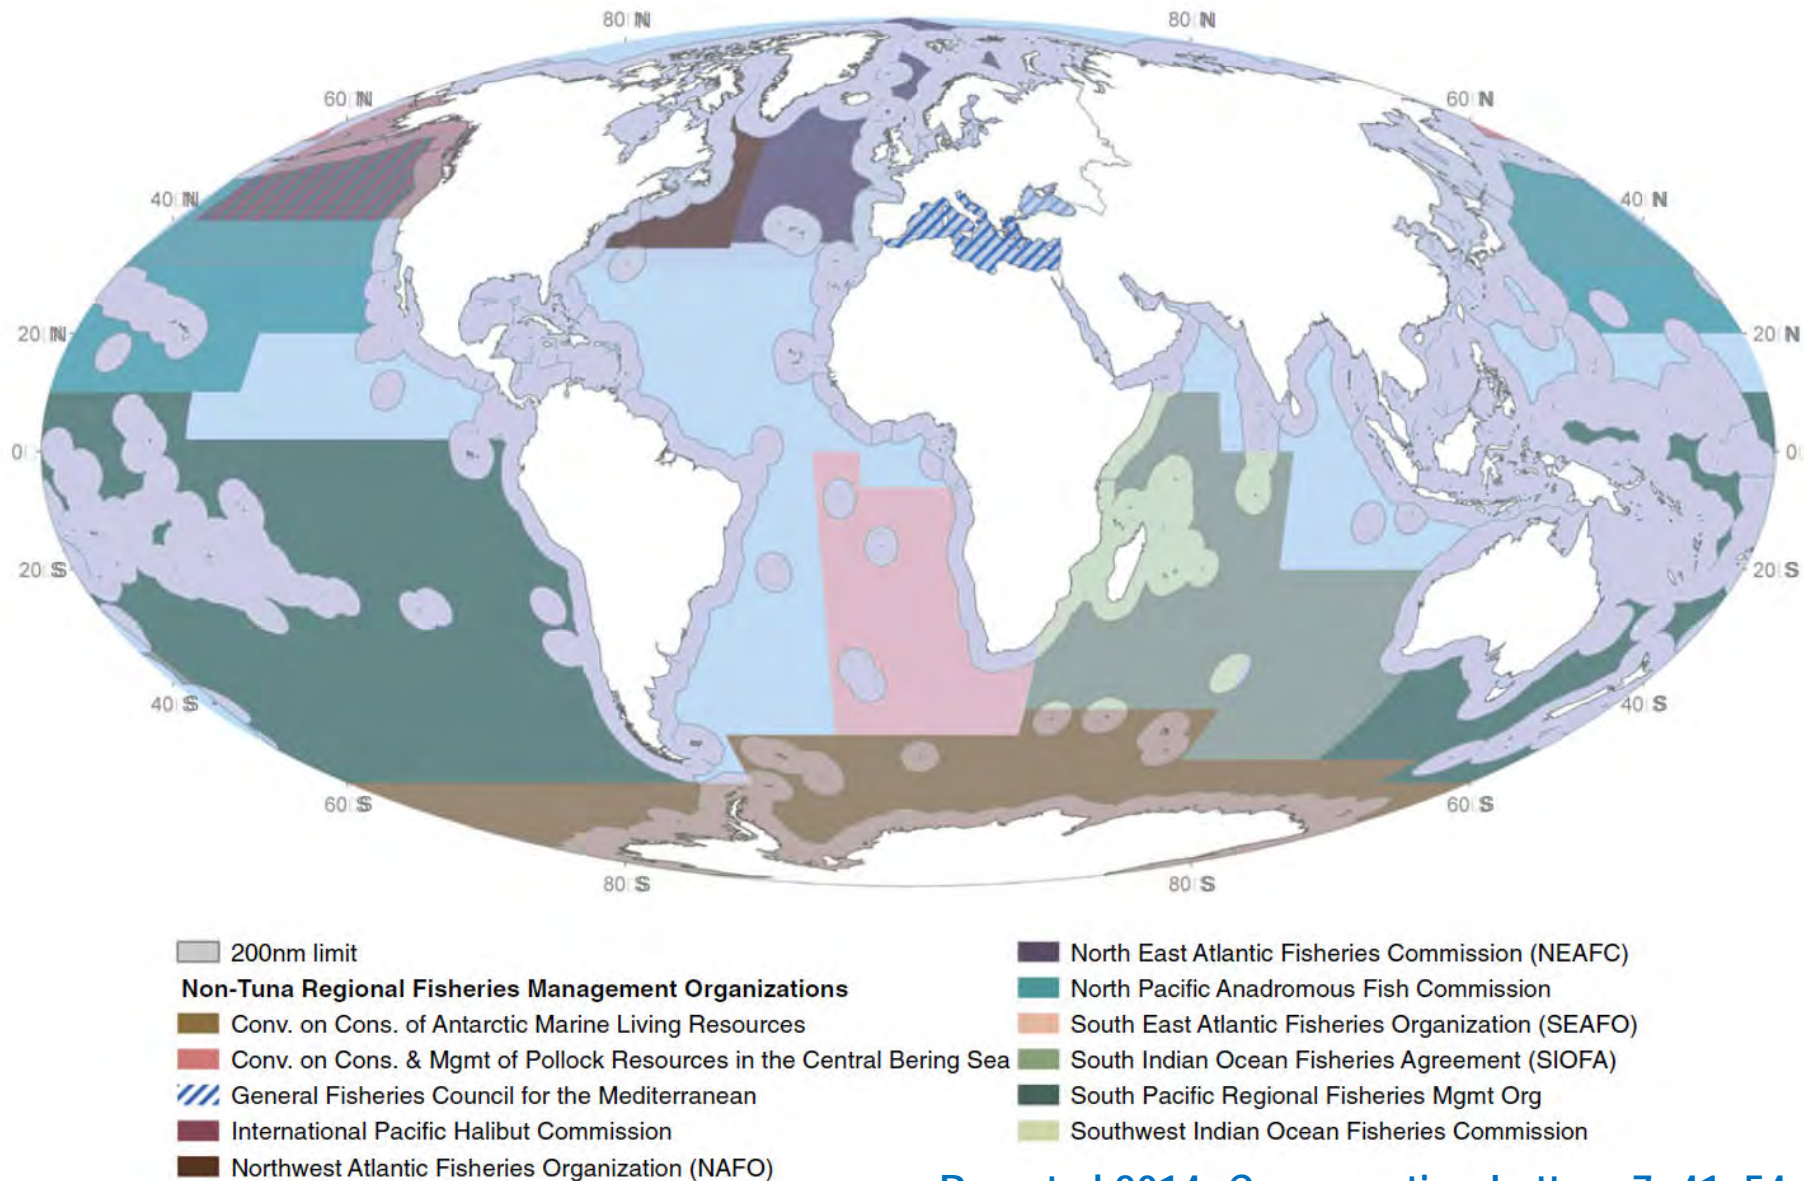 80 N 80 N
60 N 60 N
40 N 40 N
20 N 20 N
0 0
20 S 20 S
40 S 40 S
60 S 60 S
80 S 80 S
200nm limit
Non-Tuna Regional Fisheries Management Organizations
Conv. on Cons. of Antarctic Marine Living Resources
Conv. on Cons. & Mgmt of Pollock Resources in the Central Bering Sea
General Fisheries Council for the Mediterranean
International Pacific Halibut Commission
Northwest Atlantic Fisheries Organization (NAFO)
North East Atlantic Fisheries Commission (NEAFC)
North Pacific Anadromous Fish Commission
South East Atlantic Fisheries Organization (SEAFO)
South Indian Ocean Fisheries Agreement (SIOFA)
South Pacific Regional Fisheries Mgmt Org
Southwest Indian Ocean Fisheries Commission